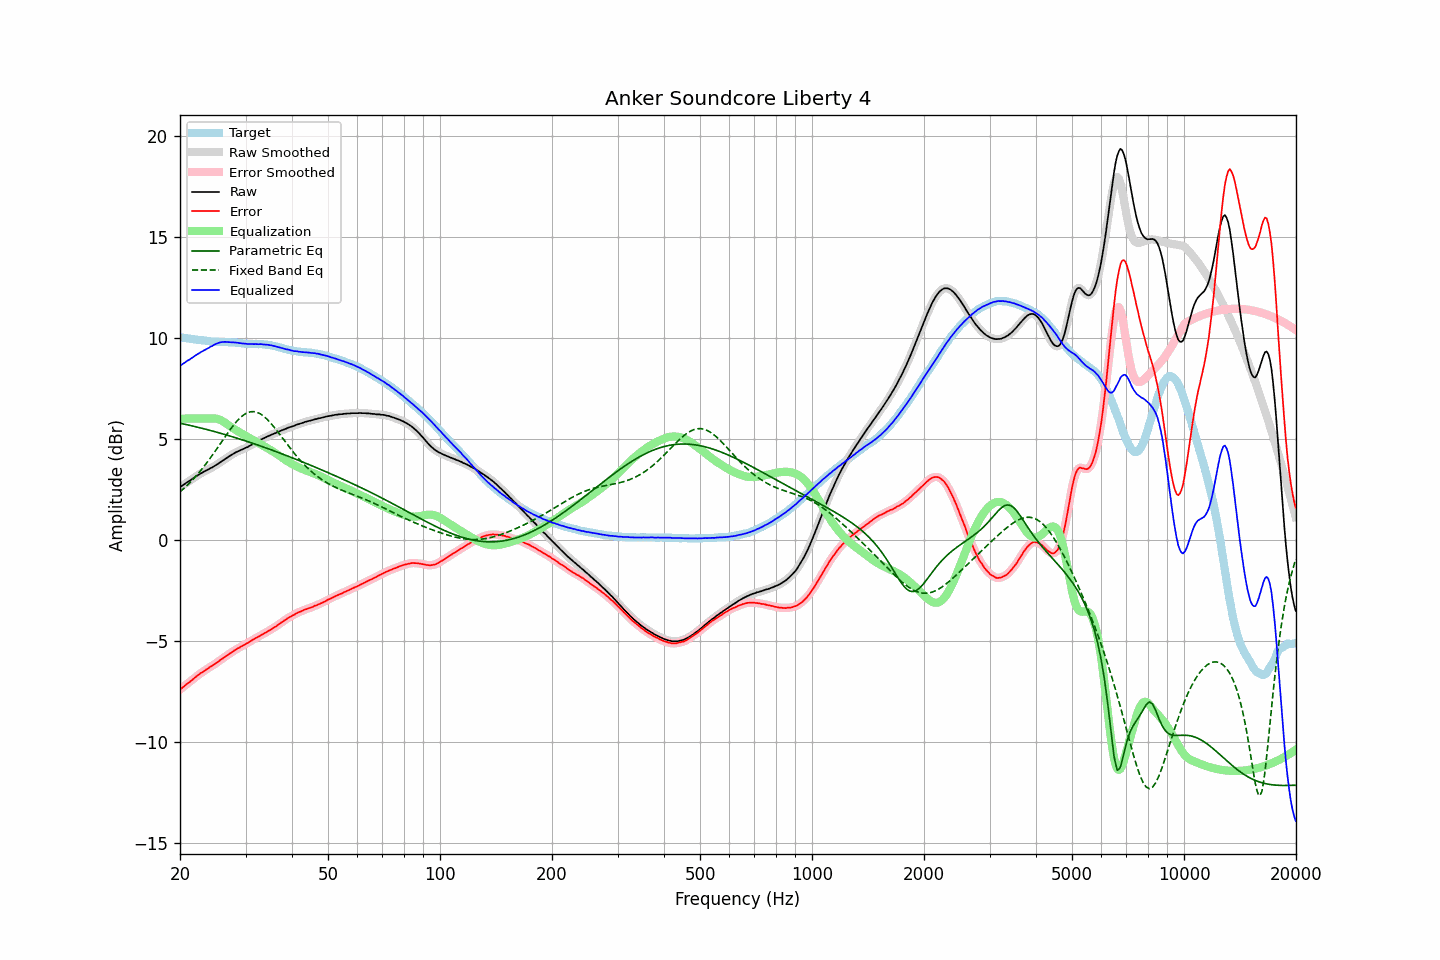 Anker Soundcore Liberty 4
Target
Raw Smoothed
Error Smoothed
Raw
Error
Equalization
Parametric Eq
Fixed Band Eq
Equalized
20
15
10
5
0
−5
−10
−15
Amplitude (dBr)
20 50 100 200 500 1000 2000 5000 10000 20000
Frequency (Hz)